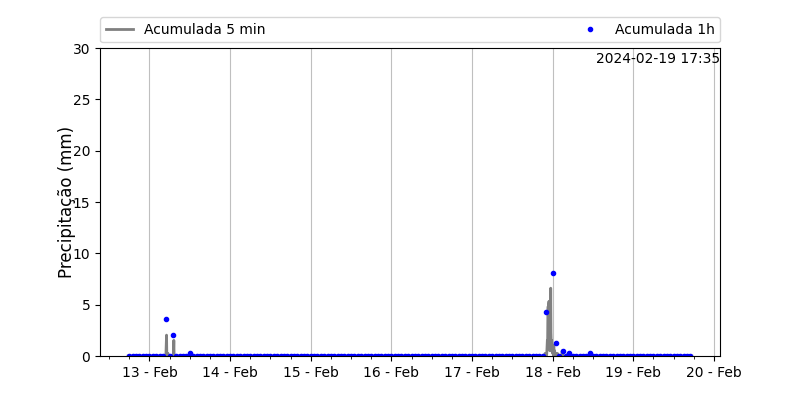 Acumulada 5 min
Acumulada 1h
2024-02-19 17:35
Precipitação (mm)
30
25
20
15
10
5
0
13 - Feb 14 - Feb 15 - Feb 16 - Feb 17 - Feb 18 - Feb 19 - Feb 20 - Feb